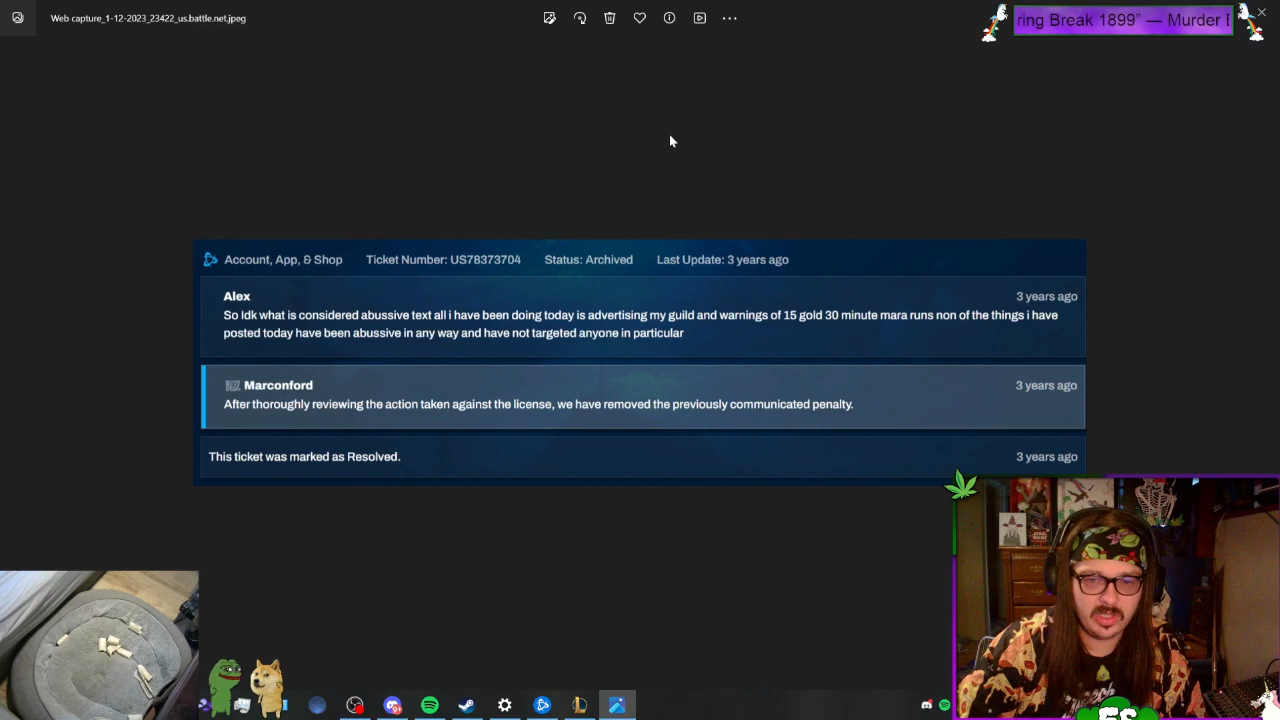 Web capture_1-12-2023_23422_us.battle.net.jpeg
ring Break 1899” — Murder
Account, App, & Shop Ticket Number: US78373704 Status: Archived Last Update: 3 years ago
Alex 3 years ago
So Idk what is considered abussive text all i have been doing today is advertising my guild and warnings of 15 gold 30 minute mara runs non of the things i have
posted today have been abussive in any way and have not targeted anyone in particular
Marconford 3 years ago
After thoroughly reviewing the action taken against the license, we have removed the previously communicated penalty.
This ticket was marked as Resolved. 3 years ago